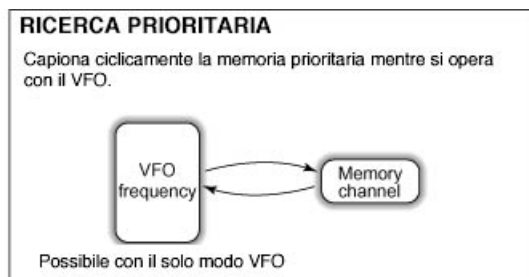 RICERCA PRIORITARIA
Capiona ciclicamente la memoria prioritaria mentre si opera
con il VFO.
VFO
frequency
Memory
channel
Possibile con il solo modo VFO